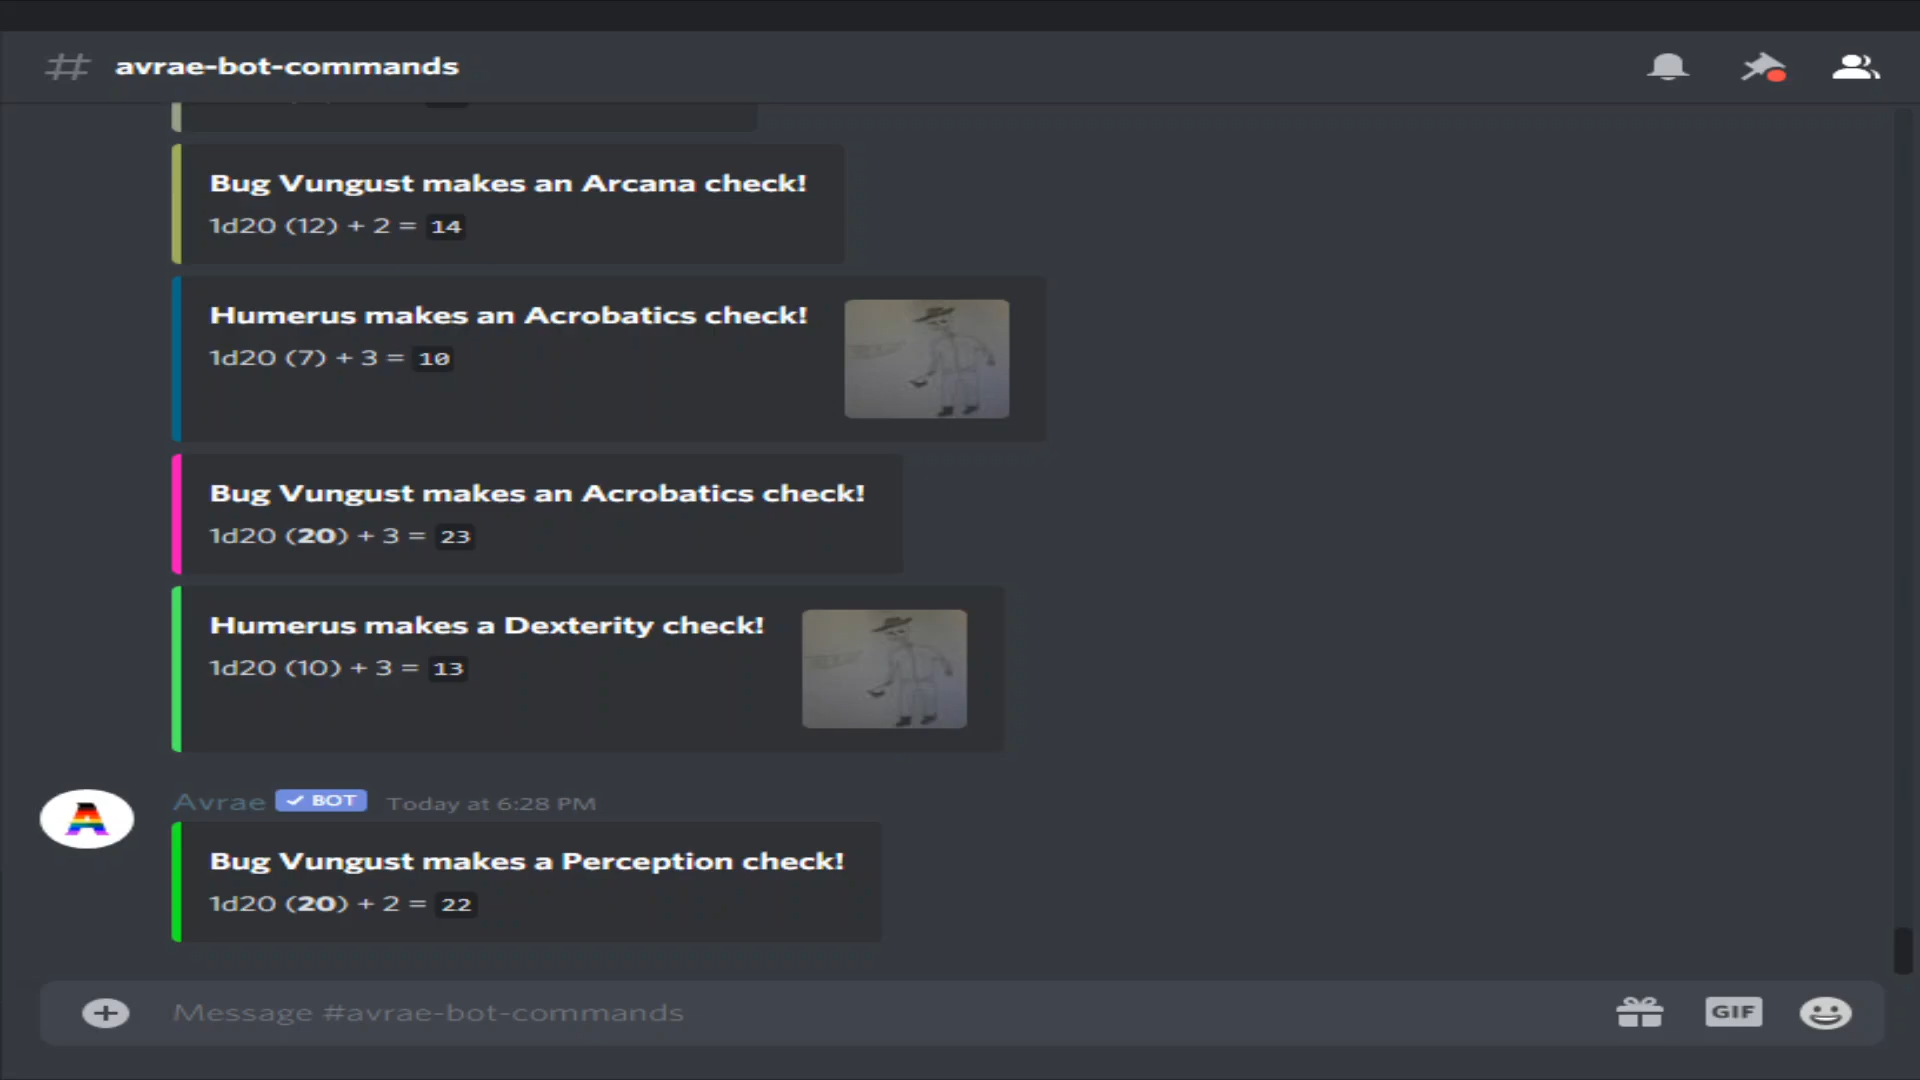 avrae-bot-commands
Bug Vungust makes an Arcana check!
1d20 (12) + 2 = 14
Humerus makes an Acrobatics check!
1d20 (7) + 3 = 10
Bug Vungust makes an Acrobatics check!
1d20 (20) + 3 = 23
Humerus makes a Dexterity check!
1d20 (10) + 3 = 13
A
Avrae BOT Today at 6:28 PM
Bug Vungust makes a Perception check!
1d20 (20) + 2 = 22
Message #avrae-bot-commands
GIF